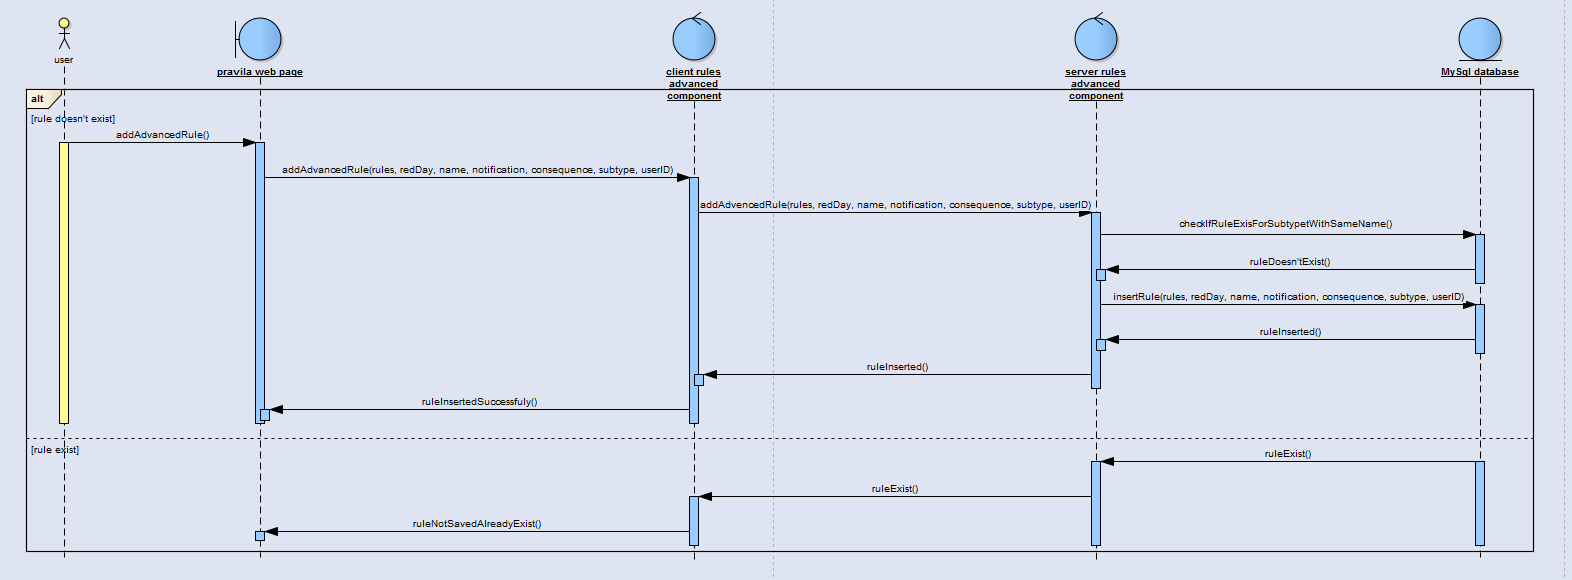 user
pravila web page
client rules
advanced
component
server rules
advanced
component
MySql database
alt
[rule doesn't exist]
addAdvancedRule()
addAdvancedRule(rules, redDay, name, notification, consequence, subtype, userID)
addAdvencedRule(rules, redDay, name, notification, consequence, subtype, userID)
checkIfRuleExisForSubtypetWithSameName()
ruleDoesn'tExist()
insertRule(rules, redDay, name, notification, consequence, subtype, userID)
ruleInserted()
ruleInserted()
ruleInsertedSuccessfuly()
[rule exist]
ruleExist()
ruleExist()
ruleNotSavedAlreadyExist()